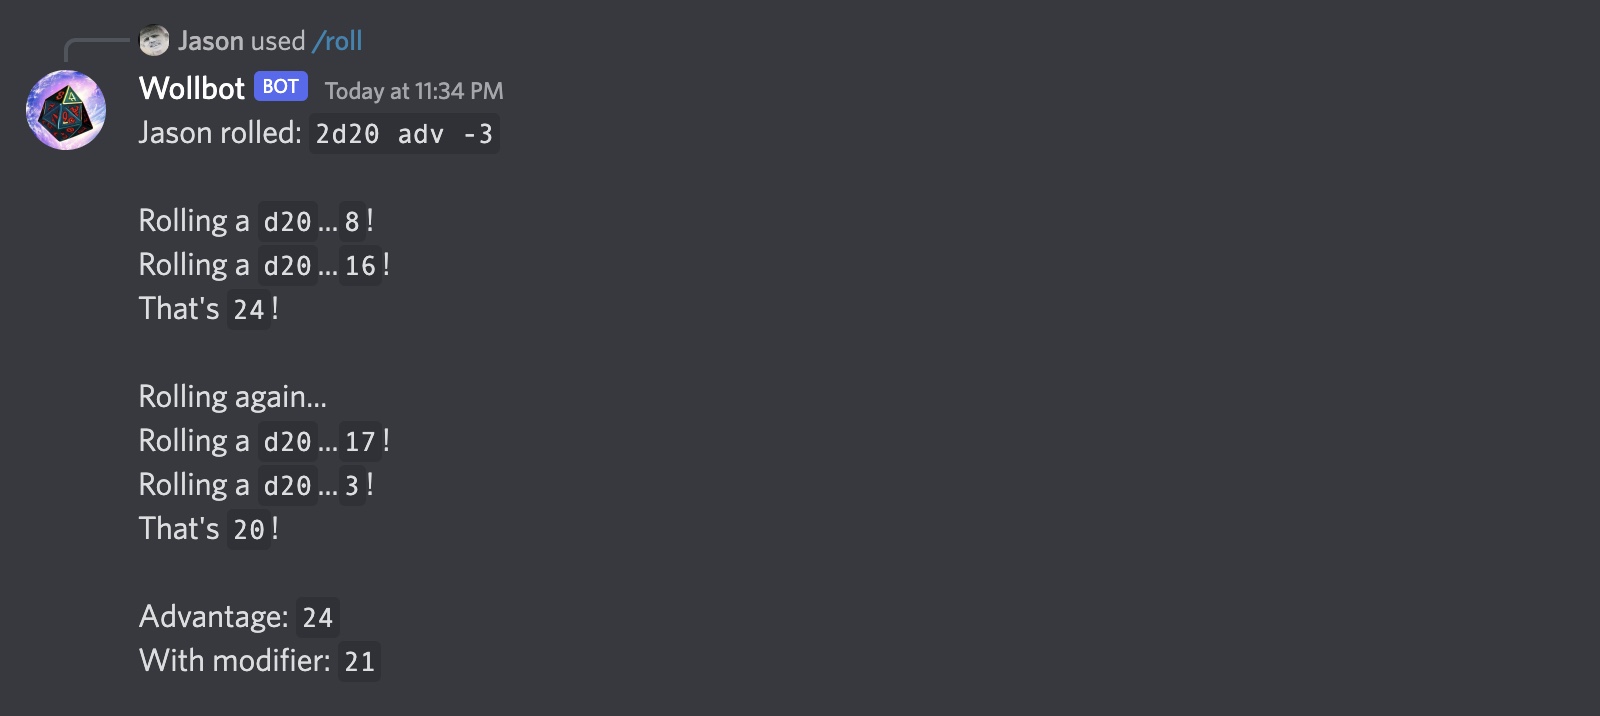 Jason used /roll
Wollbot BOT Today at 11:34 PM
Jason rolled: 2d20 adv -3
Rolling a d20...8!
Rolling a d20...16!
That's 24!
Rolling again...
Rolling a d20...17!
Rolling a d20...3!
That's 20!
Advantage: 24
With modifier: 21